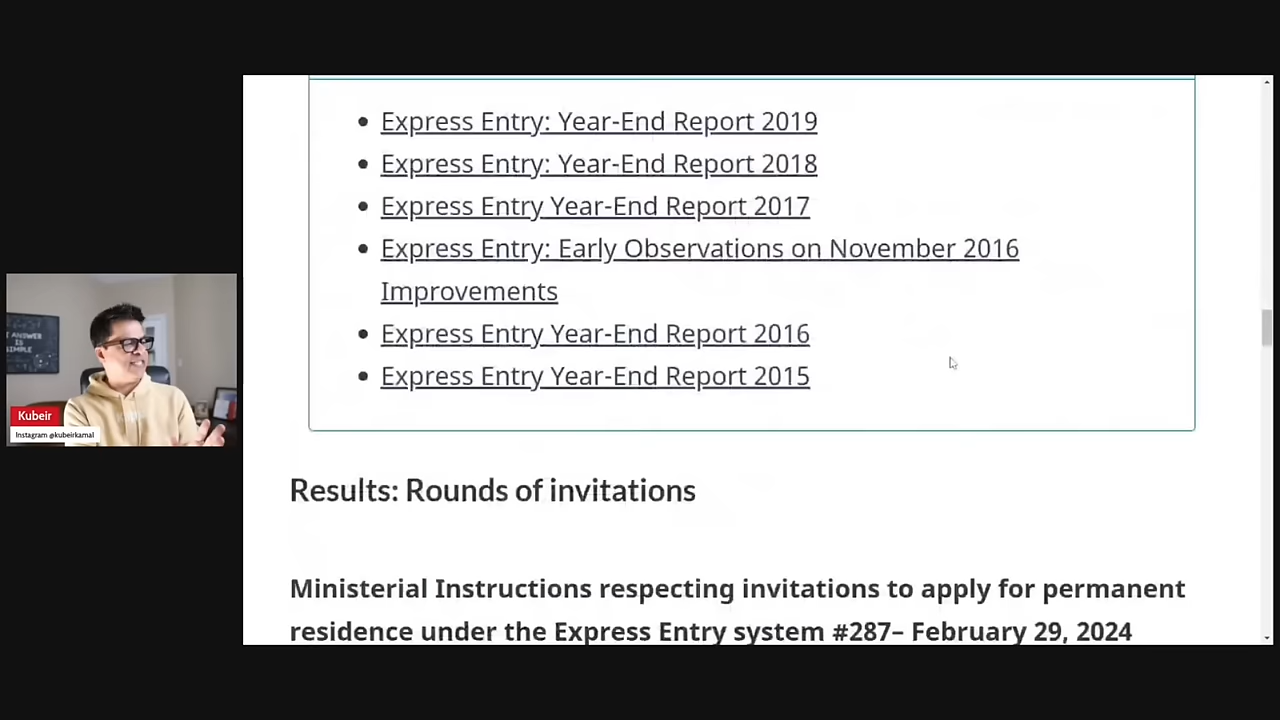 Express Entry: Year-End Report 2019
Express Entry: Year-End Report 2018
Express Entry Year-End Report 2017
Express Entry: Early Observations on November 2016
Improvements
Express Entry Year-End Report 2016
Express Entry Year-End Report 2015
Results: Rounds of invitations
Ministerial Instructions respecting invitations to apply for permanent
residence under the Express Entry system #287– February 29, 2024
ANSWER
IS
SIMPLE
Kubeir
Instagram @kubeirkamal